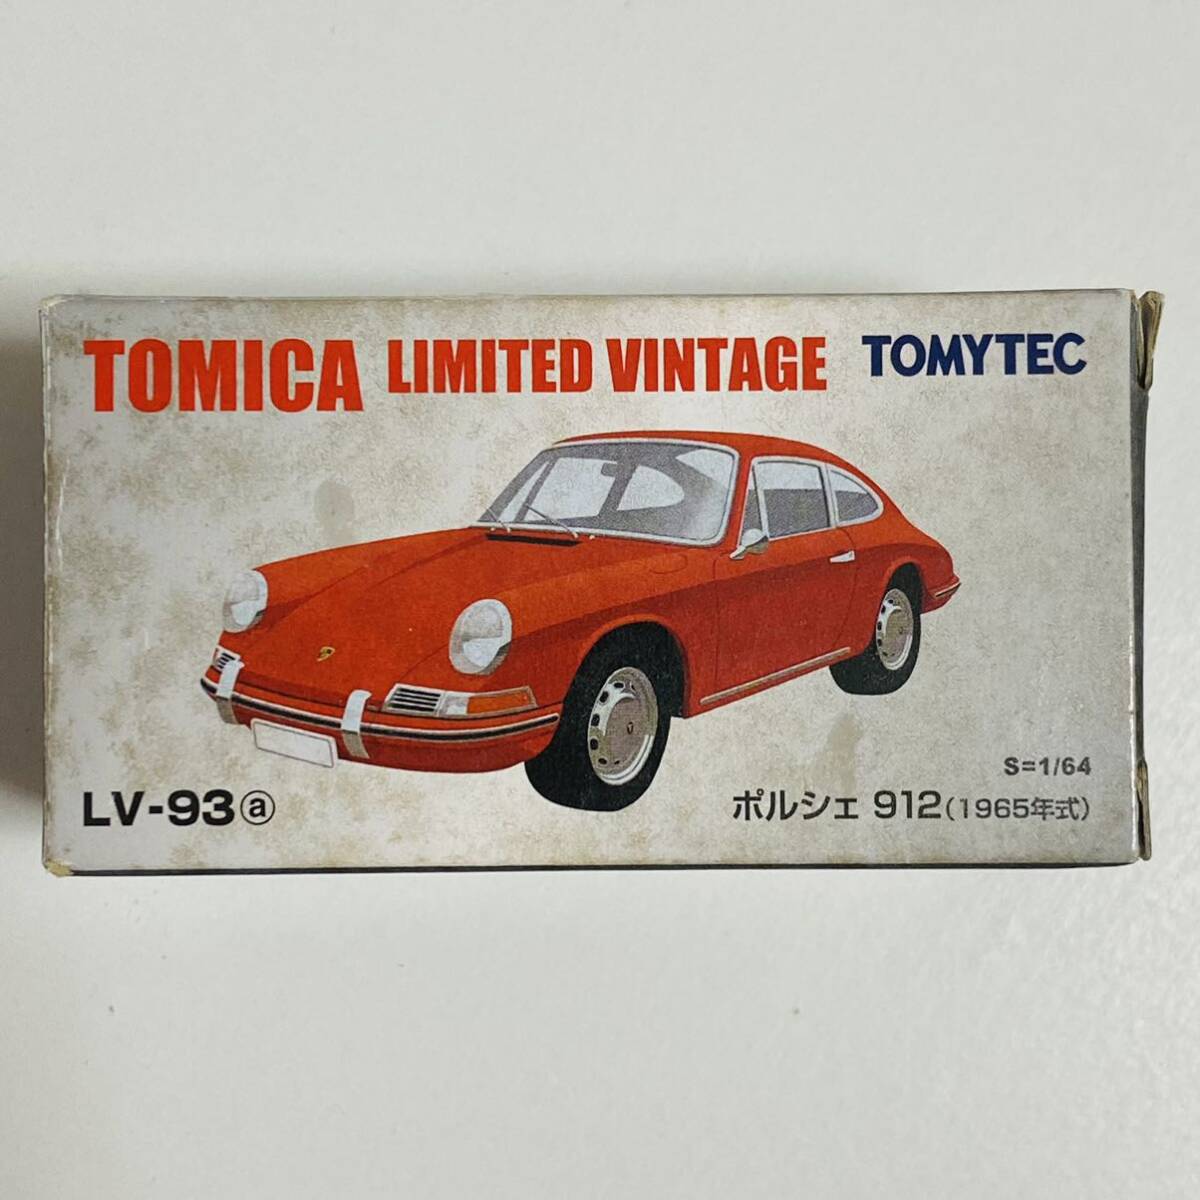 TOMICA LIMITED VINTAGE TOMYTEC
S=1/64
LV-93ⓐ ポルシェ 912(1965年式)